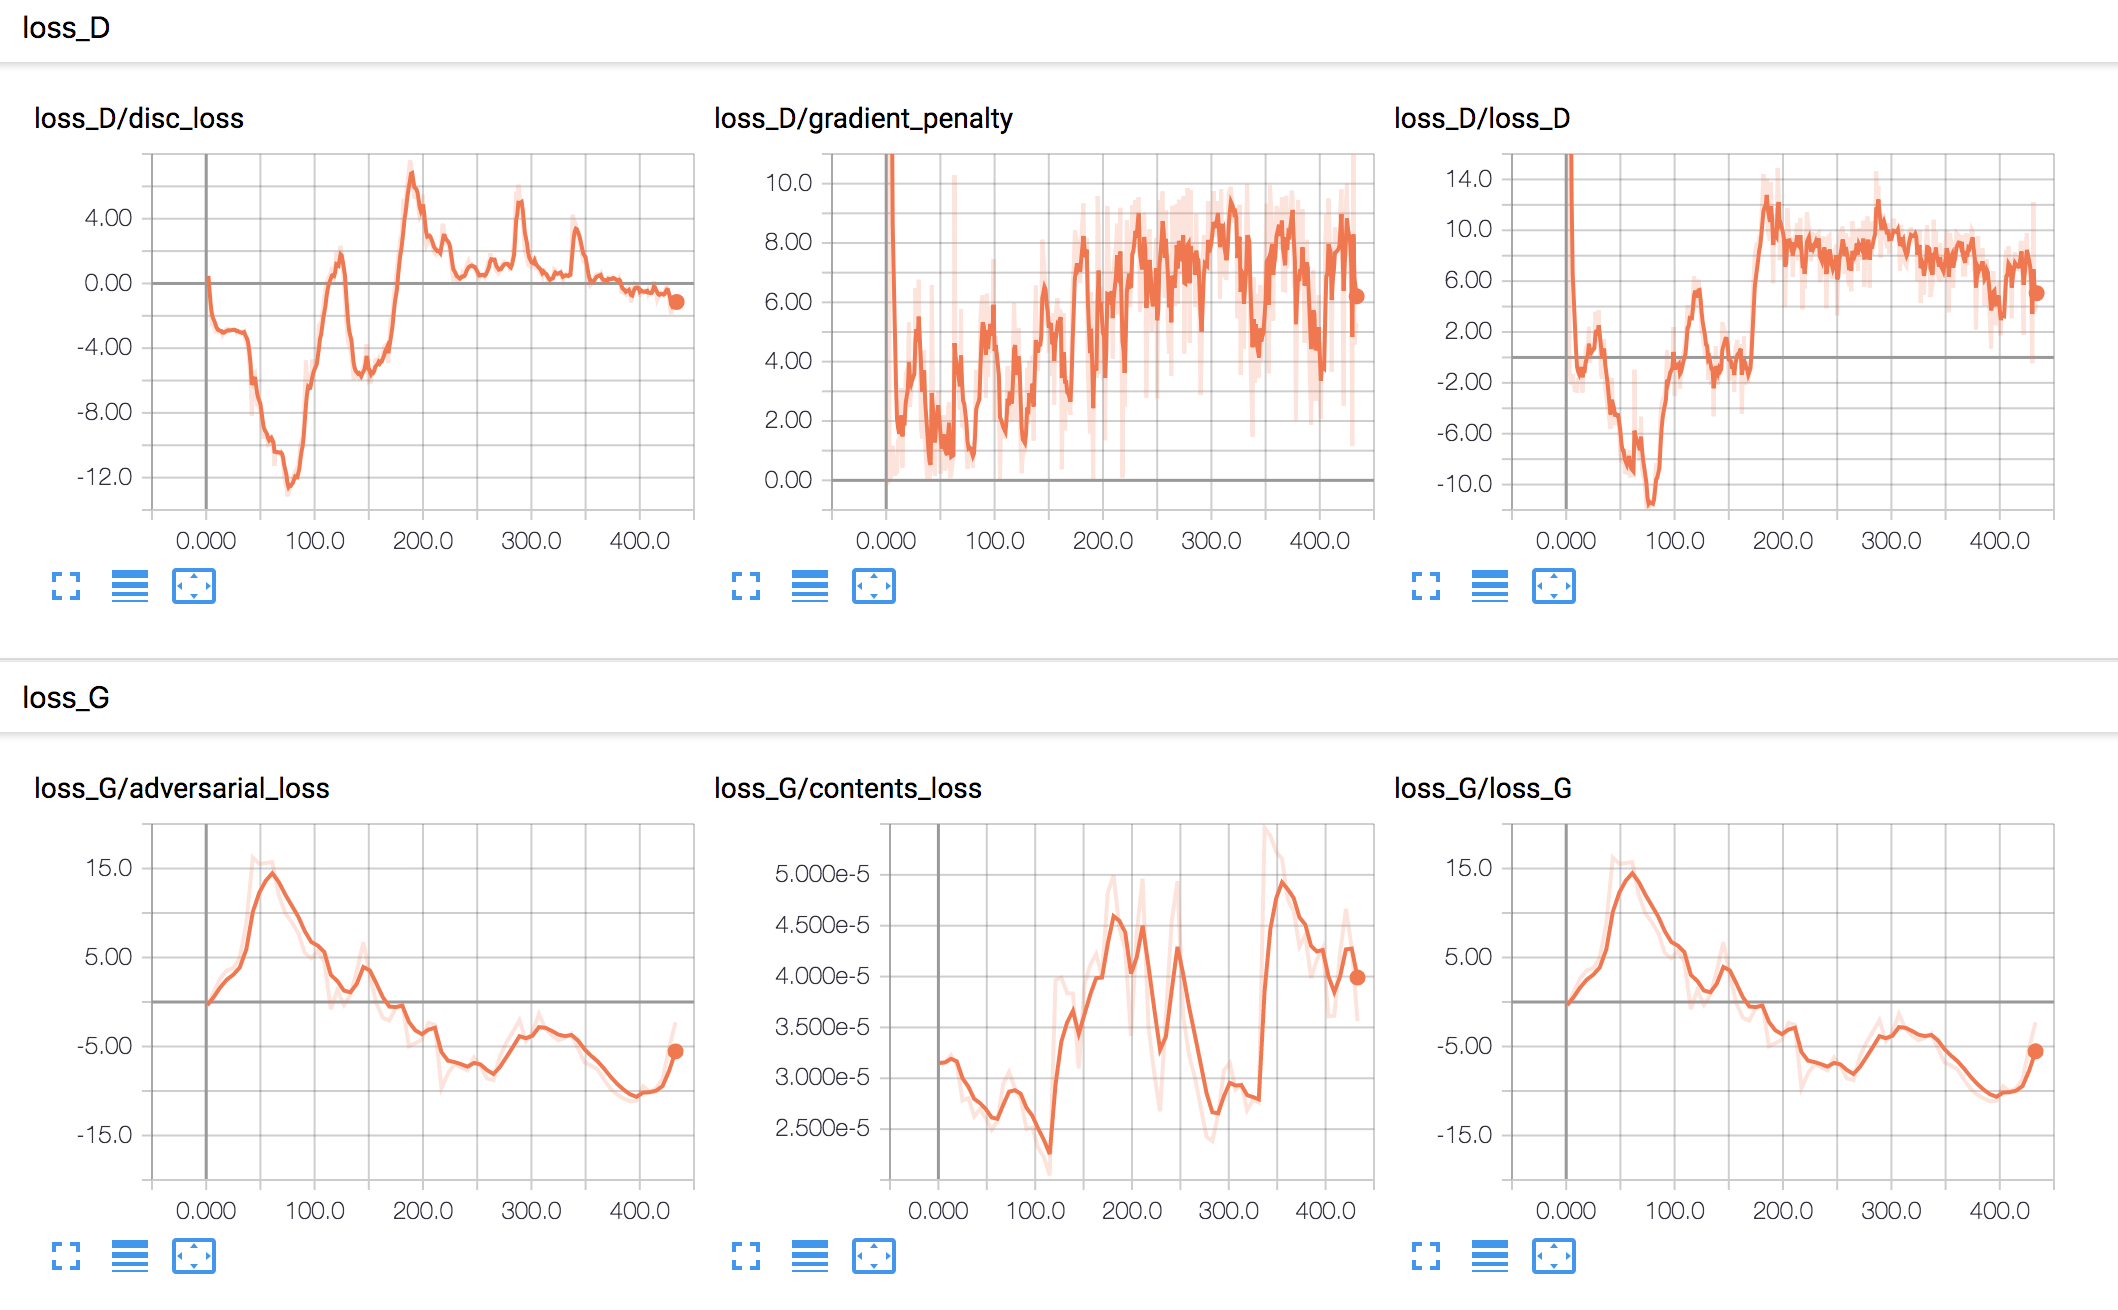 loss_D
loss_D/disc_loss
loss_D/gradient_penalty
loss_D/loss_D
4.00
0.00
-4.00
-8.00
-12.0
0.000 100.0 200.0 300.0 400.0
10.0
8.00
6.00
4.00
2.00
0.00
0.000 100.0 200.0 300.0 400.0
14.0
10.0
6.00
2.00
-2.00
-6.00
-10.0
0.000 100.0 200.0 300.0 400.0
loss_G
loss_G/adversarial_loss
loss_G/contents_loss
loss_G/loss_G
15.0
5.00
-5.00
-15.0
0.000 100.0 200.0 300.0 400.0
5.000e-5
4.500e-5
4.000e-5
3.500e-5
3.000e-5
2.500e-5
0.000 100.0 200.0 300.0 400.0
15.0
5.00
-5.00
-15.0
0.000 100.0 200.0 300.0 400.0